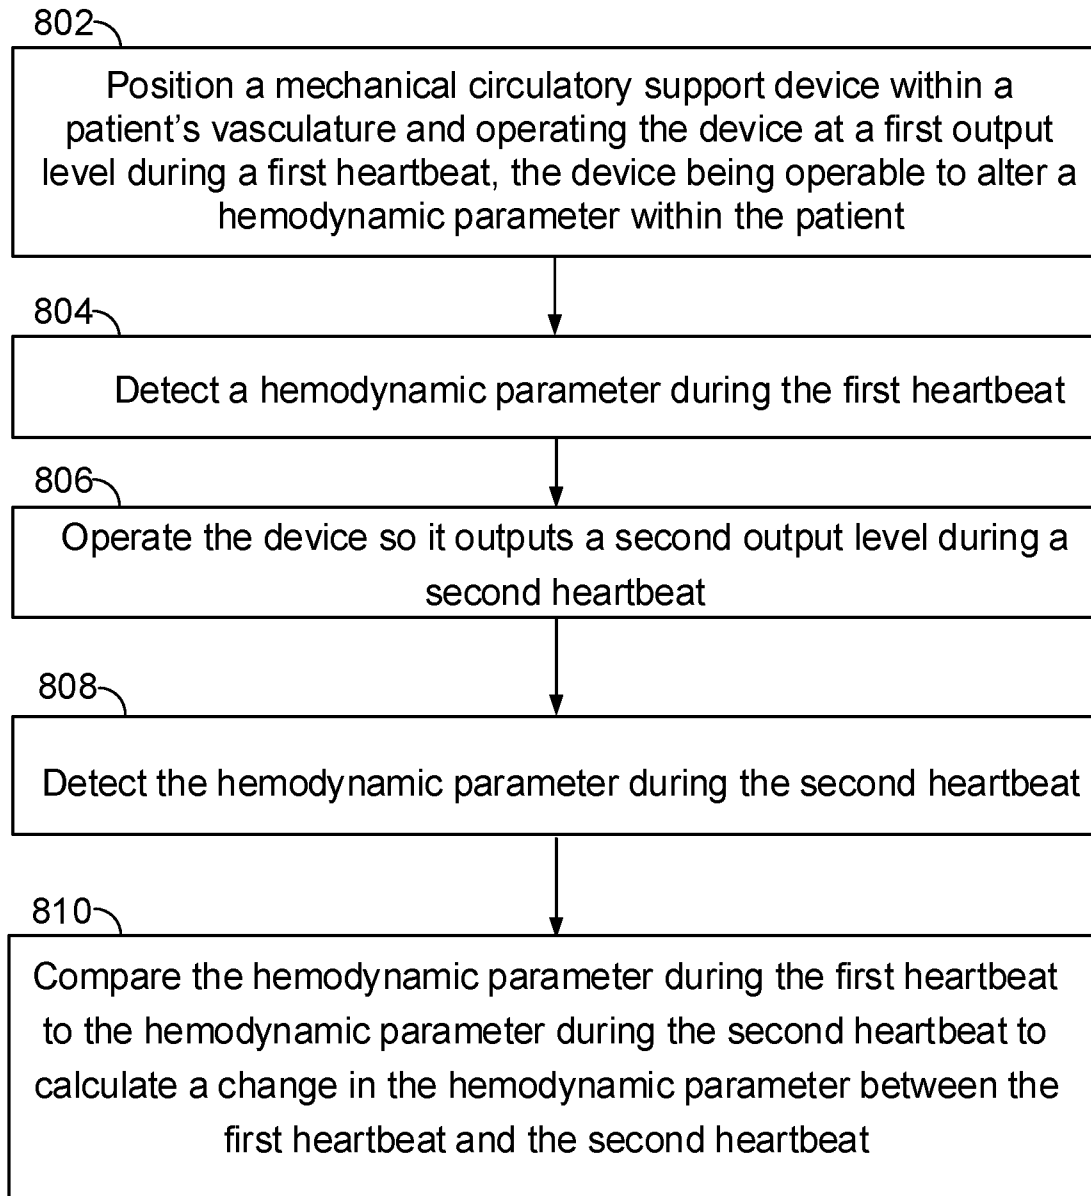 802
Position a mechanical circulatory support device within a
patient’s vasculature and operating the device at a first output
level during a first heartbeat, the device being operable to alter a
hemodynamic parameter within the patient
804
Detect a hemodynamic parameter during the first heartbeat
806
Operate the device so it outputs a second output level during a
second heartbeat
808
Detect the hemodynamic parameter during the second heartbeat
810
Compare the hemodynamic parameter during the first heartbeat
to the hemodynamic parameter during the second heartbeat to
calculate a change in the hemodynamic parameter between the
first heartbeat and the second heartbeat